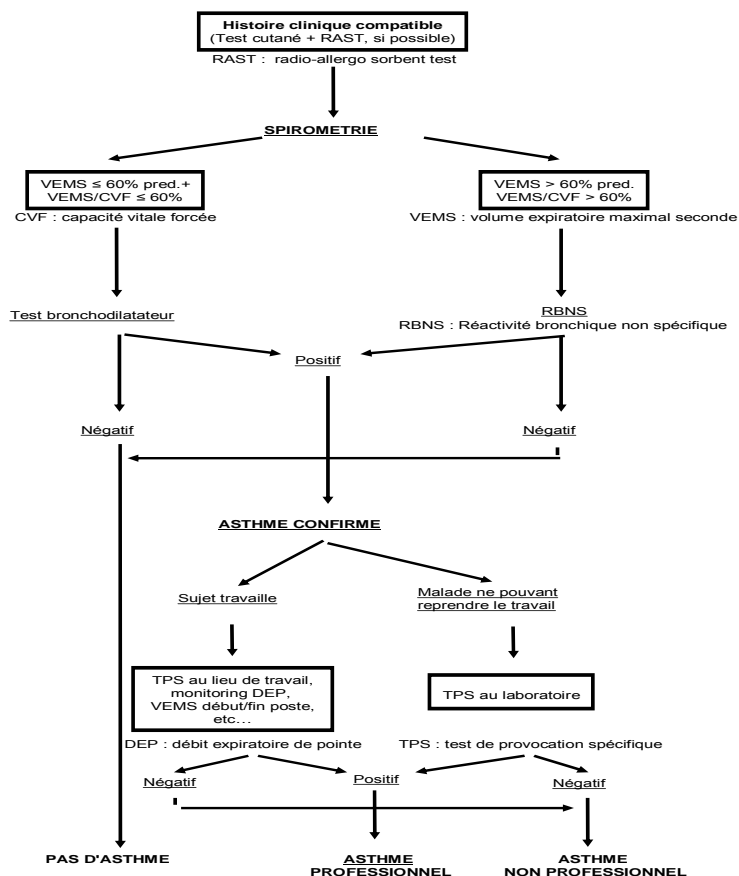 Histoire clinique compatible
(Test cutané + RAST, si possible)
RAST : radio-allergo sorbent test
SPIROMETRIE
VEMS ≤ 60% pred.+
VEMS/CVF ≤ 60%
CVF : capacité vitale forcée
VEMS > 60% pred.
VEMS/CVF > 60%
VEMS : volume expiratoire maximal seconde
Test bronchodilatateur
RBNS
RBNS : Réactivité bronchique non spécifique
Positif
Négatif
Négatif
ASTHME CONFIRME
Sujet travaille
Malade ne pouvant
reprendre le travail
TPS au lieu de travail,
monitoring DEP,
VEMS début/fin poste,
etc…
DEP : débit expiratoire de pointe
TPS au laboratoire
TPS : test de provocation spécifique
Négatif
Positif
Négatif
PAS D'ASTHME
ASTHME
PROFESSIONNEL
ASTHME
NON PROFESSIONNEL